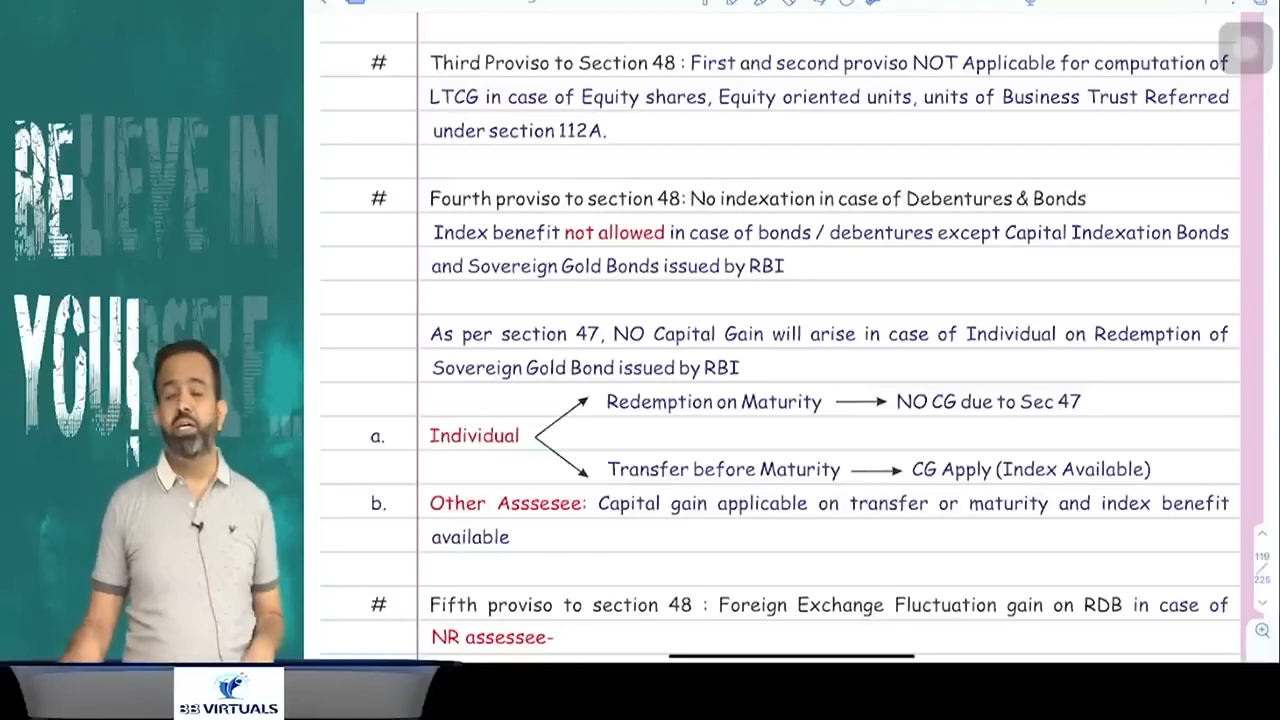 BELIEVE IN
YOURSELF
# Third Proviso to Section 48 : First and second proviso NOT Applicable for computation of
LTCG in case of Equity shares, Equity oriented units, units of Business Trust Referred
under section 112A.
# Fourth proviso to section 48: No indexation in case of Debentures & Bonds
Index benefit not allowed in case of bonds / debentures except Capital Indexation Bonds
and Sovereign Gold Bonds issued by RBI
As per section 47, NO Capital Gain will arise in case of Individual on Redemption of
Sovereign Gold Bond issued by RBI
Redemption on Maturity NO CG due to Sec 47
a. Individual
Transfer before Maturity CG Apply (Index Available)
b. Other Asssesee: Capital gain applicable on transfer or maturity and index benefit
available
# Fifth proviso to section 48 : Foreign Exchange Fluctuation gain on RDB in case of
NR assessee-
119
225
BB VIRTUALS